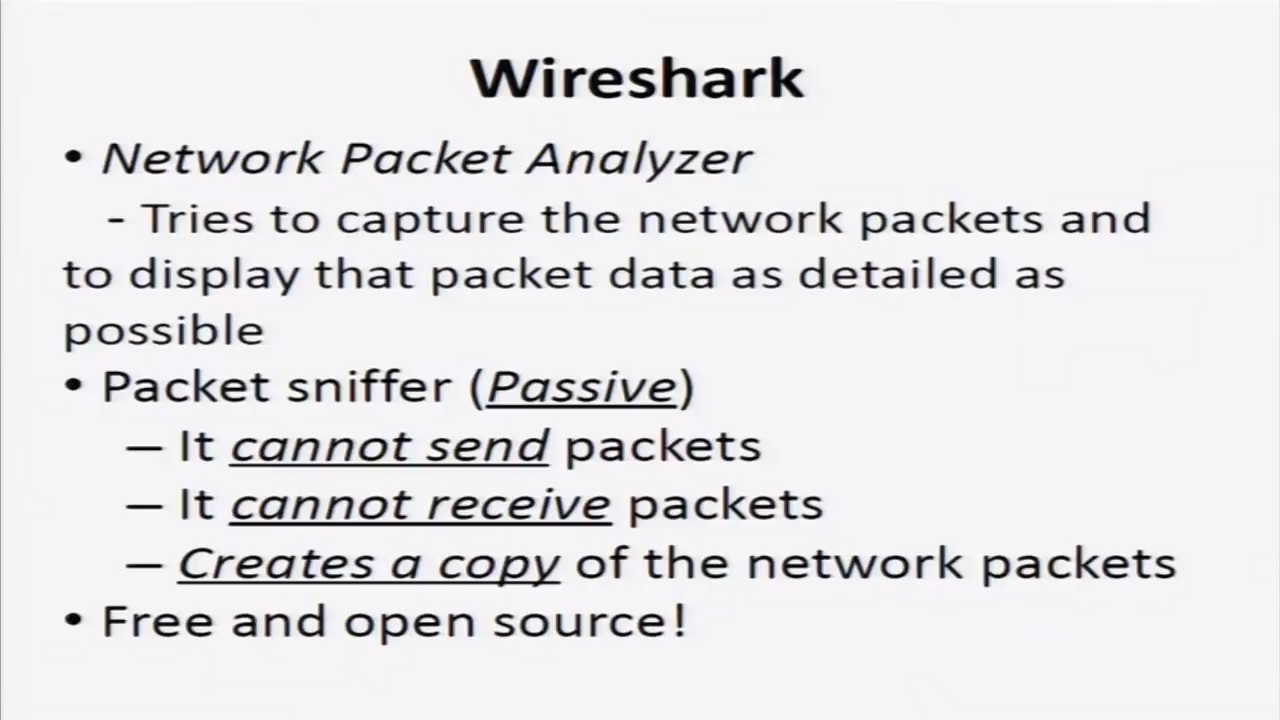 Wireshark
• Network Packet Analyzer
- Tries to capture the network packets and
to display that packet data as detailed as
possible
• Packet sniffer (Passive)
– It cannot send packets
– It cannot receive packets
– Creates a copy of the network packets
• Free and open source!